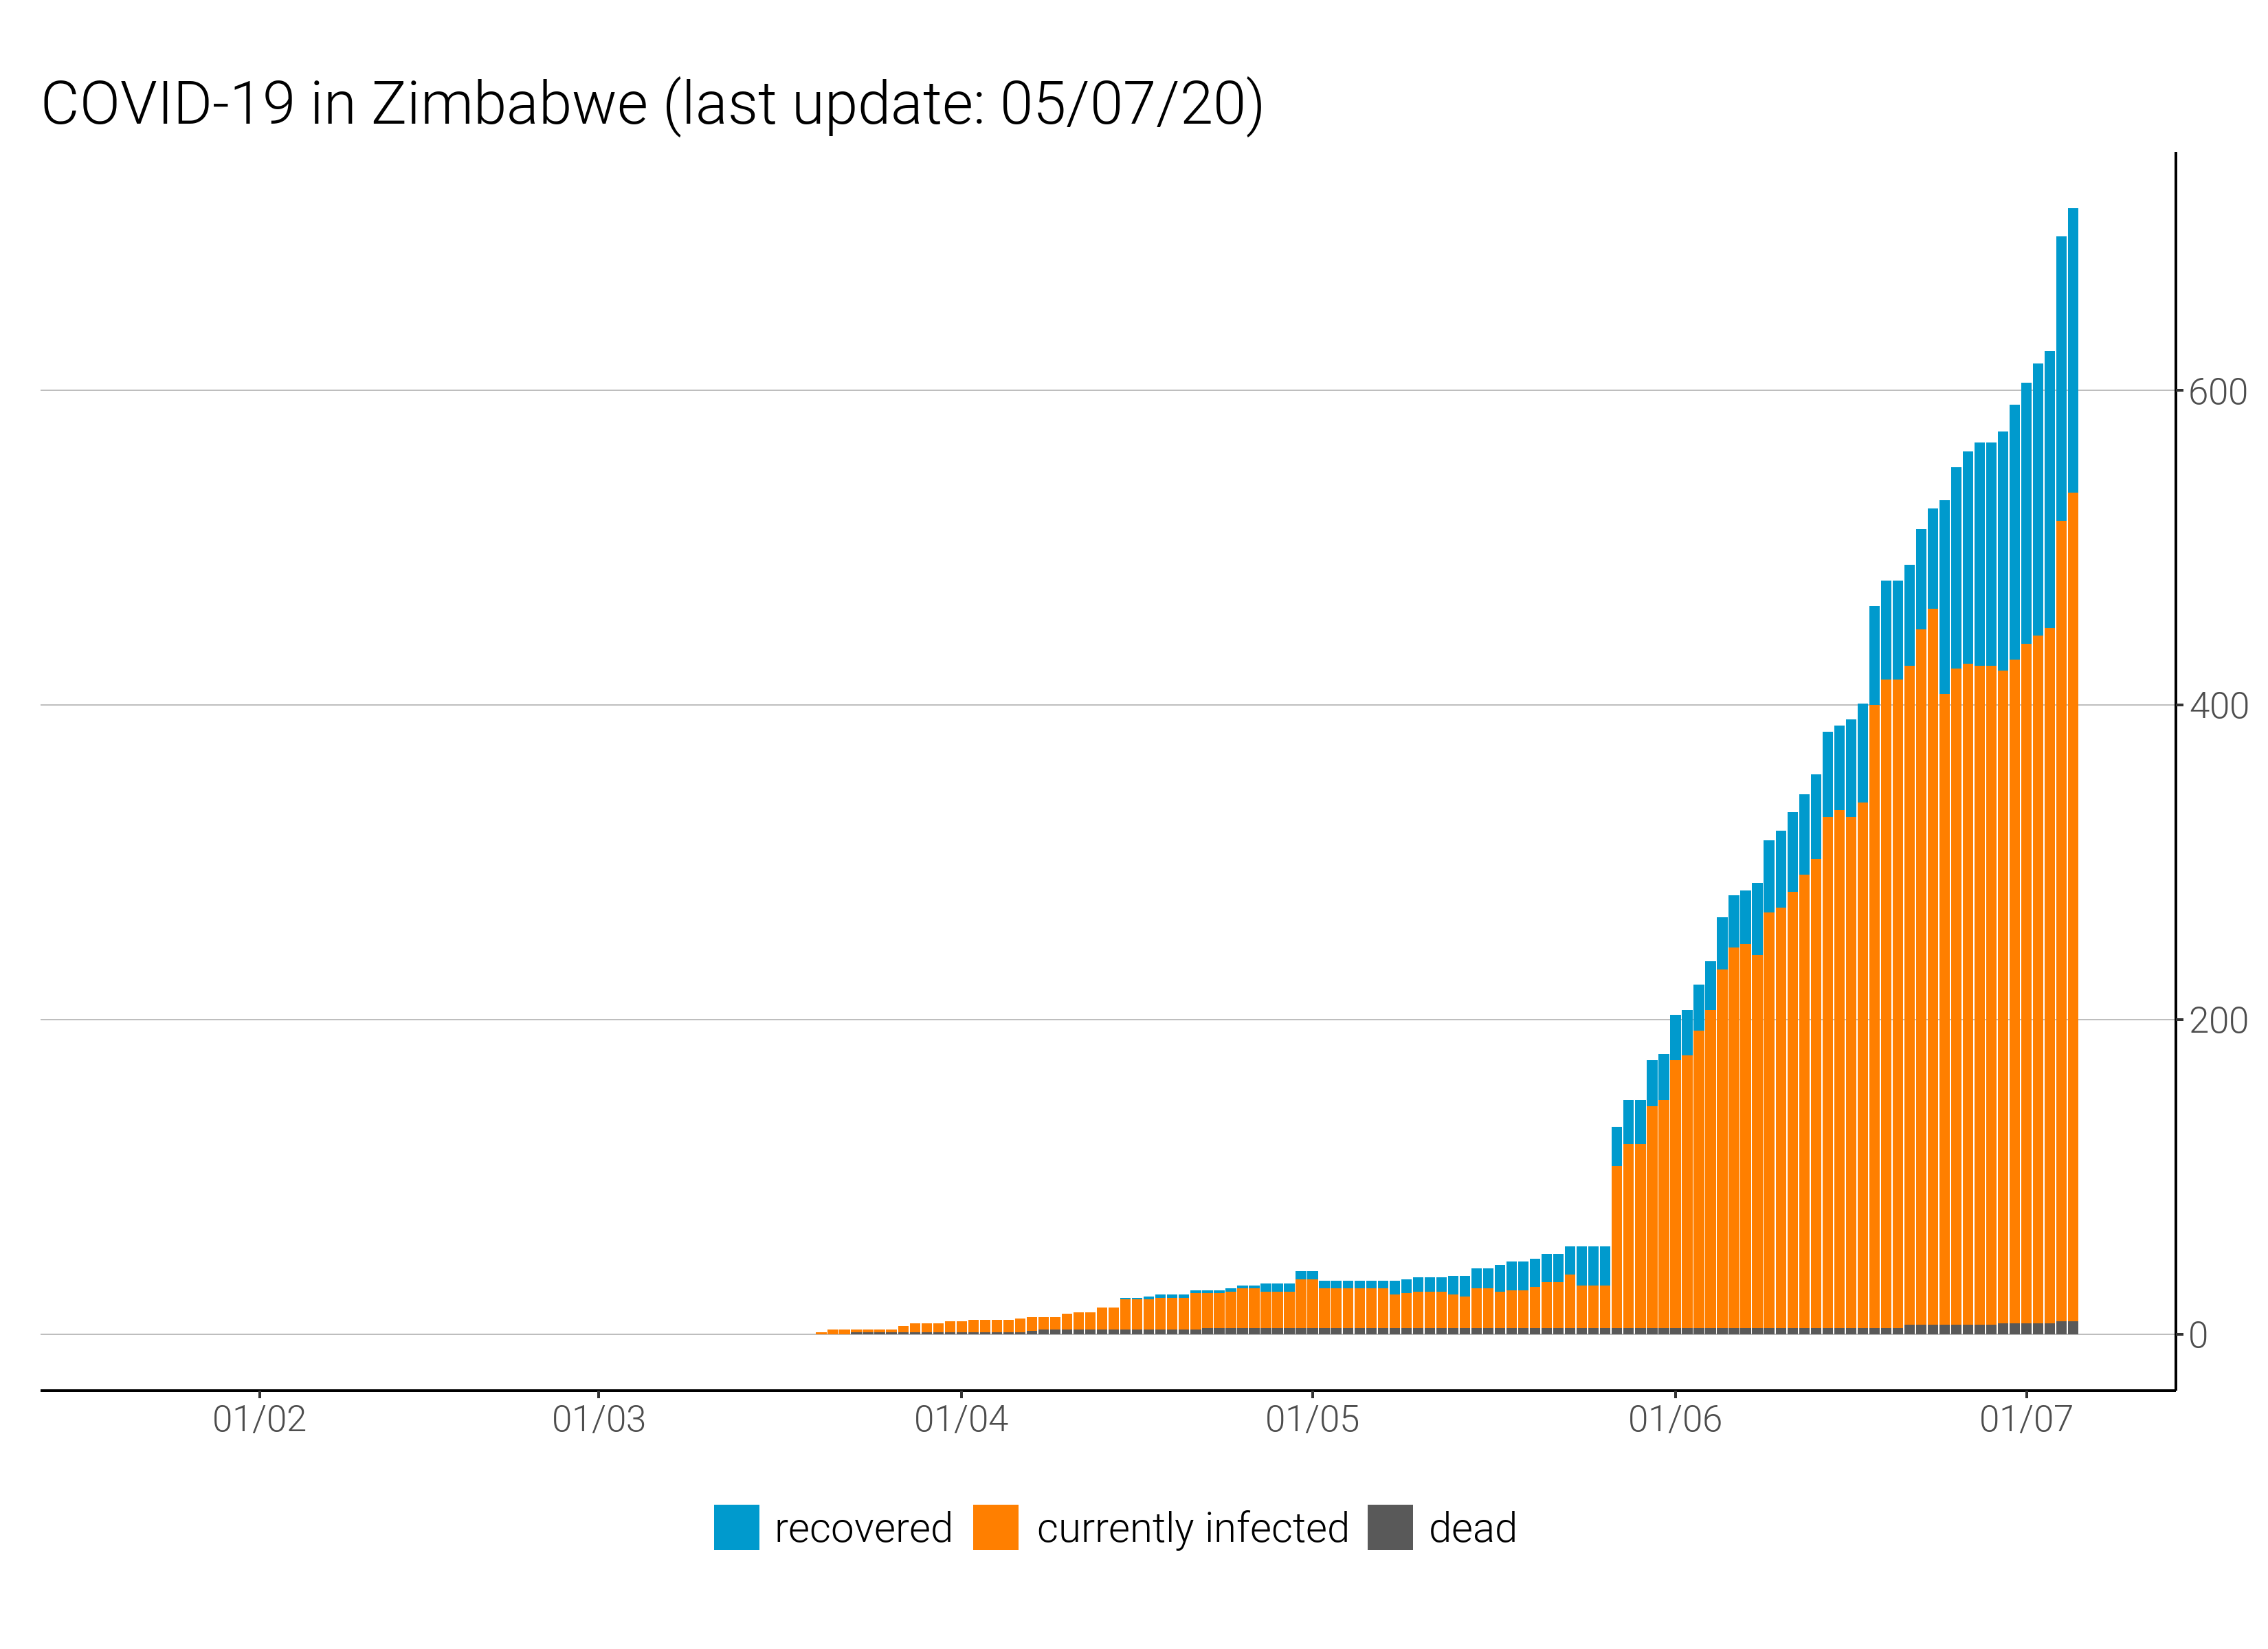 COVID-19 in Zimbabwe (last update: 05/07/20)
600
400
200
0
01/02 01/03 01/04 01/05 01/06 01/07
recovered currently infected dead